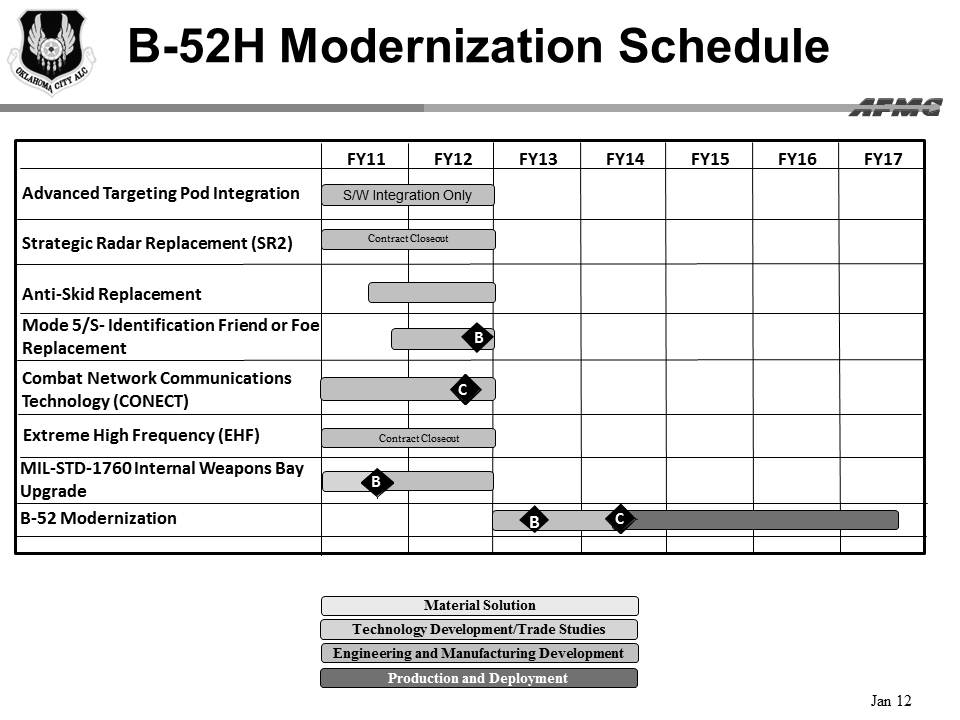 B-52H Modernization Schedule
OKLAHOMA CITY ALC
AFMC
FY11 FY12 FY13 FY14 FY15 FY16 FY17
Advanced Targeting Pod Integration
S/W Integration Only
Strategic Radar Replacement (SR2)
Contract Closeout
Anti-Skid Replacement
Mode 5/S- Identification Friend or Foe
Replacement
B
Combat Network Communications
Technology (CONECT)
C
Extreme High Frequency (EHF)
Contract Closeout
MIL-STD-1760 Internal Weapons Bay
Upgrade
B
B-52 Modernization
B C
Material Solution
Technology Development/Trade Studies
Engineering and Manufacturing Development
Production and Deployment
Jan 12